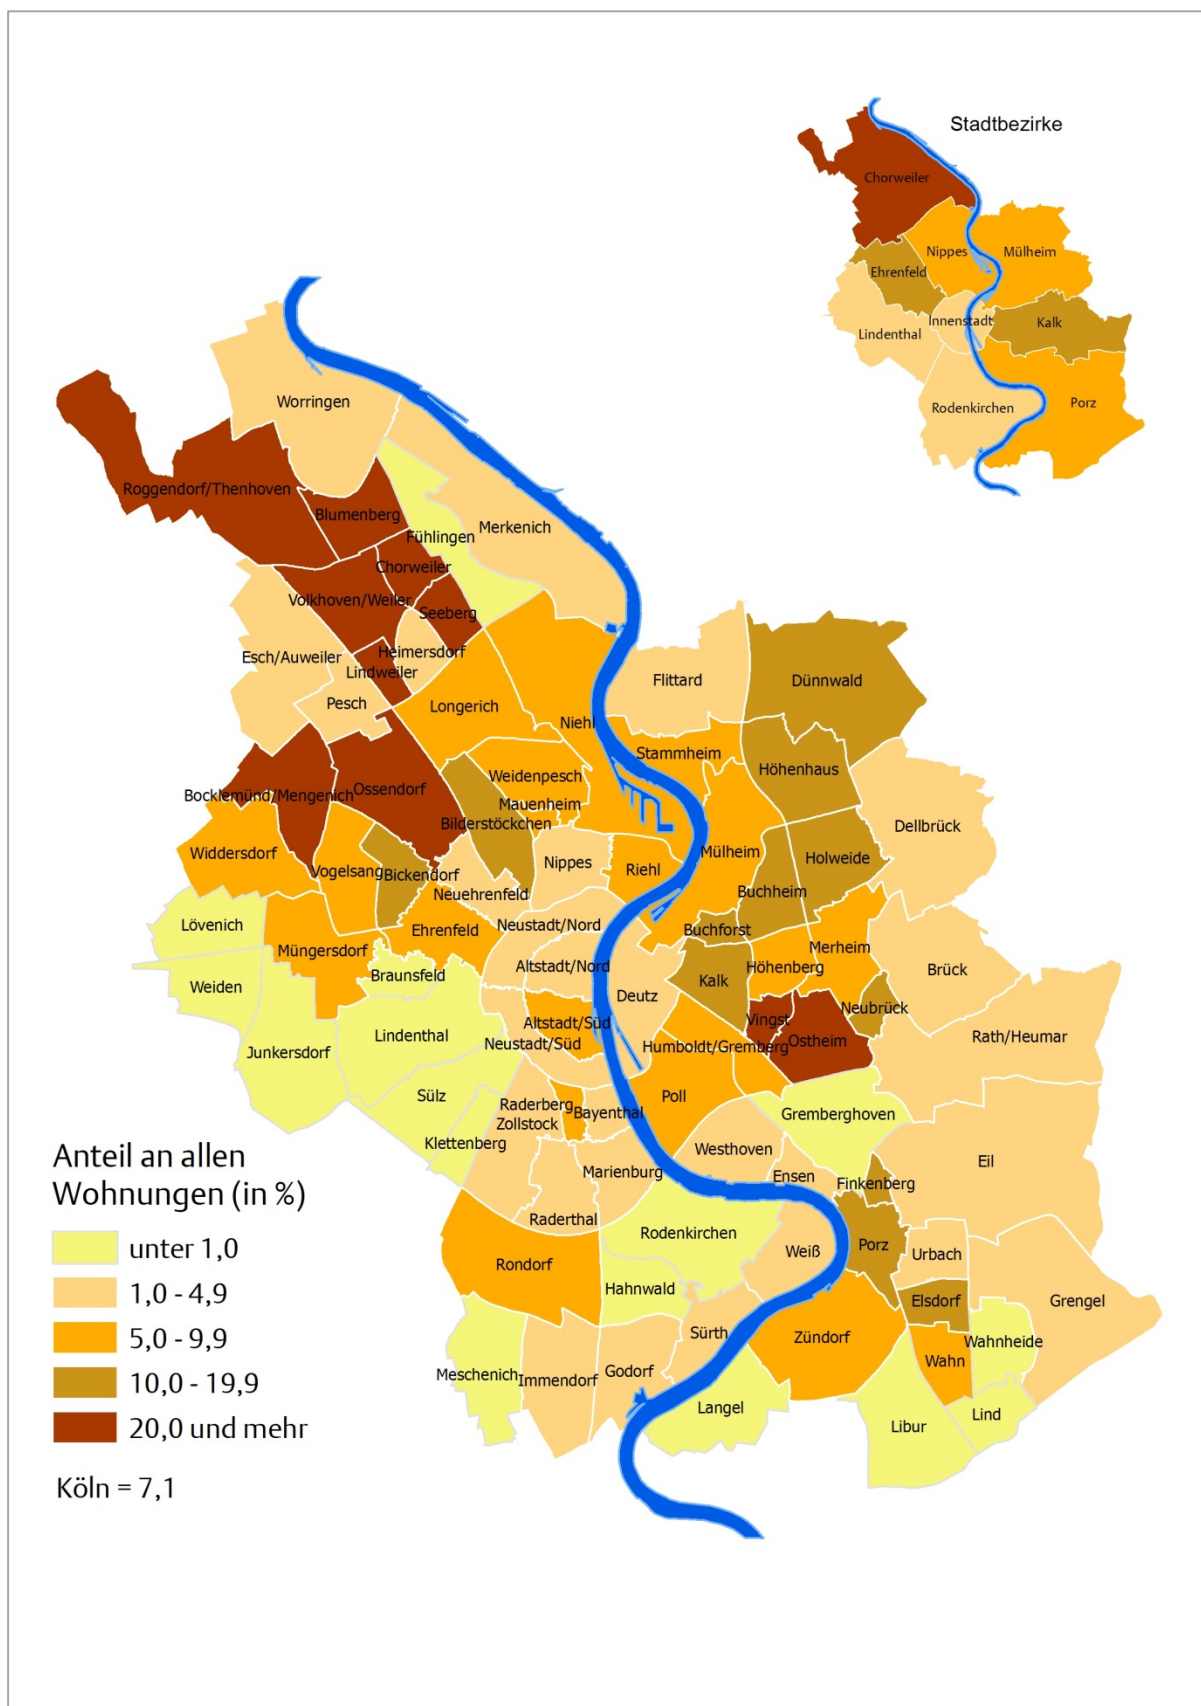 Stadtbezirke
Chorweiler
Nippes
Mülheim
Ehrenfeld
Innenstadt
Kalk
Lindenthal
Rodenkirchen
Porz
Worringen
Roggendorf/Thenhoven
Blumenberg
Fühlingen
Merkenich
Chorweiler
Volkhoven/Weiler
Seeberg
Heimersdorf
Esch/Auweiler
Lindweiler
Pesch
Longerich
Flittard
Dünnwald
Niehl
Stammheim
Höhenhaus
Weidenpesch
Bocklemünd/Mengenich
Ossendorf
Mauenheim
Bilderstöckchen
Dellbrück
Widdersdorf
Vogelsang
Bickendorf
Nippes
Riehl
Mülheim
Holweide
Neuehrenfeld
Buchheim
Lövenich
Müngersdorf
Ehrenfeld
Neustadt/Nord
Buchforst
Merheim
Braunsfeld
Altstadt/Nord
Höhenberg
Brück
Weiden
Kalk
Deutz
Neubrück
Lindenthal
Altstadt/Süd
Vingst
Ostheim
Rath/Heumar
Junkersdorf
Neustadt/Süd
Humboldt/Gremberg
Sülz
Poll
Raderberg
Zollstock
Bayenthal
Gremberghoven
Klettenberg
Westhoven
Marienburg
Ensen
Finkenberg
Eil
Raderthal
Rodenkirchen
Weiß
Porz
Urbach
Rondorf
Hahnwald
Elsdorf
Grengel
Sürth
Zündorf
Wahnheide
Wahn
Meschenich
Immendorf
Godorf
Langel
Libur
Lind
Anteil an allen
Wohnungen (in %)
unter 1,0
1,0 - 4,9
5,0 - 9,9
10,0 - 19,9
20,0 und mehr
Köln = 7,1